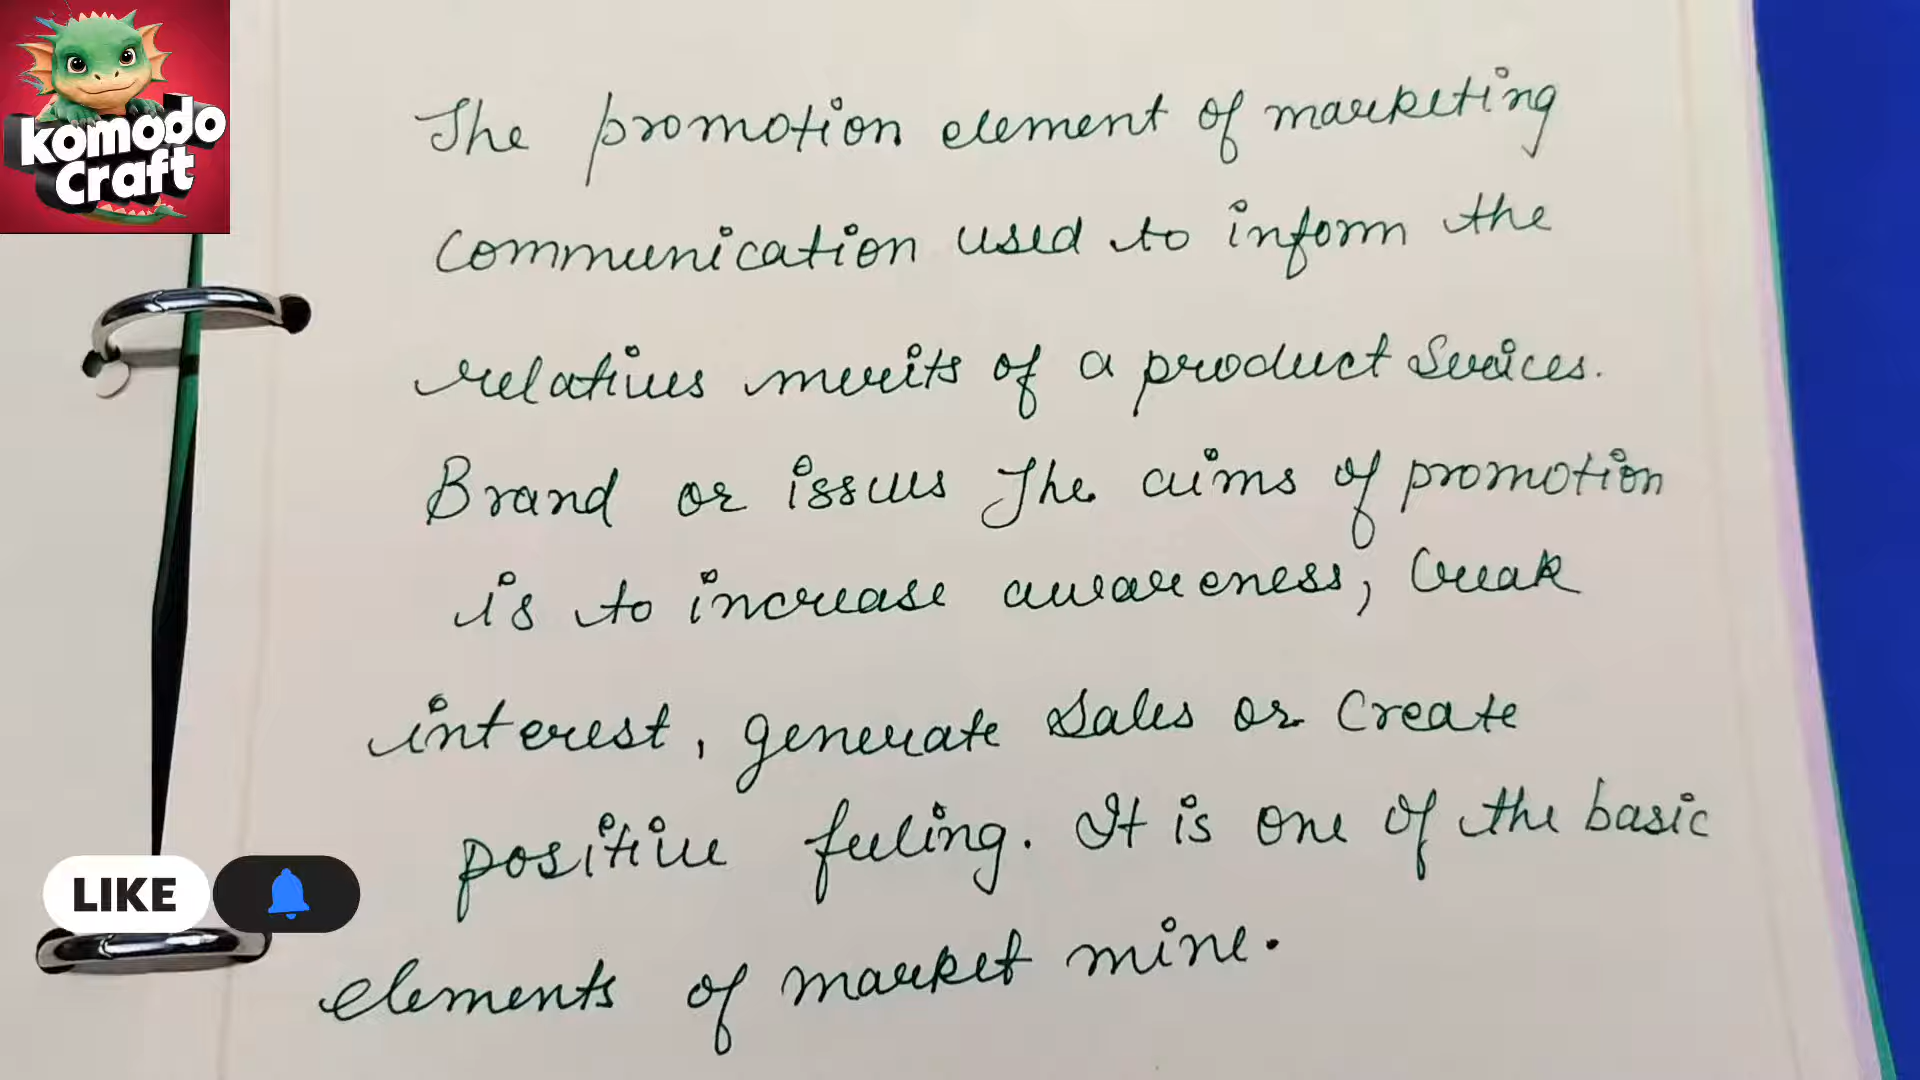 komodo
Craft
The promotion element of marketing
Communication used to inform the
relatives merits of a product Services.
Brand or issues The aims of promotion
is to increase awareness, Creak
interest, generate Sales or Create
positive feeling. It is one of the basic
LIKE
elements of market mine.